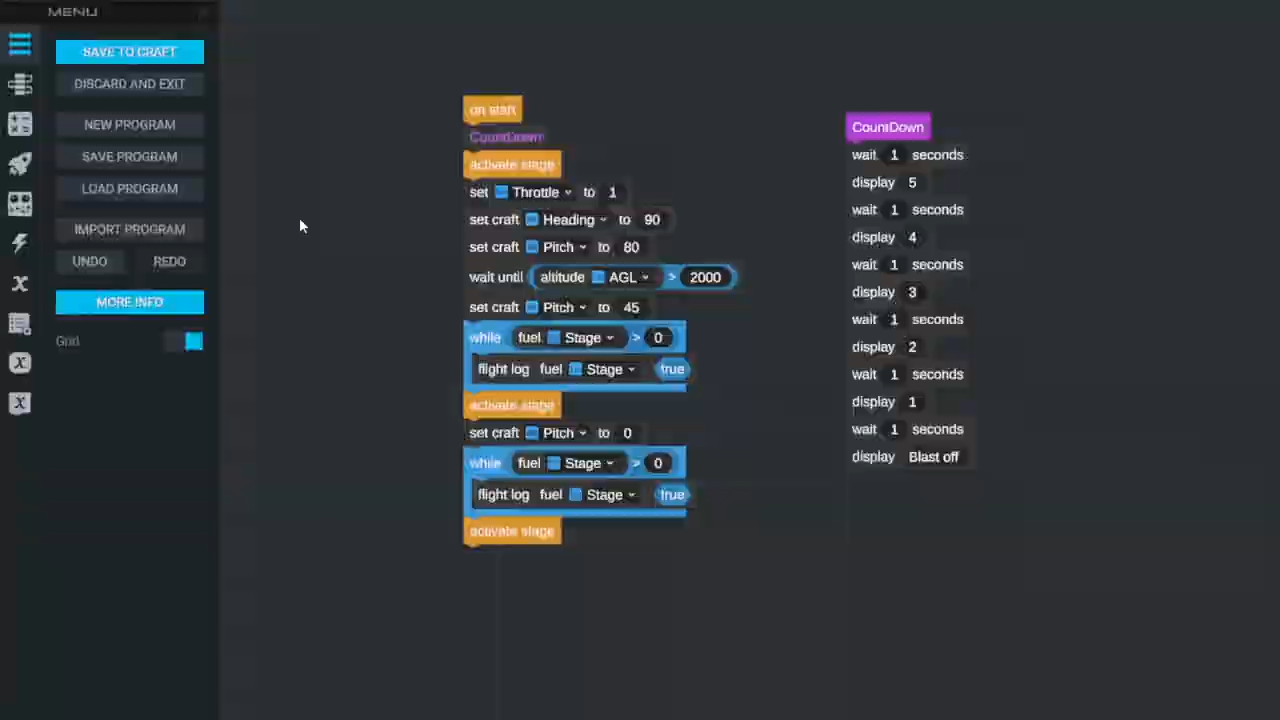 MENU
SAVE TO CRAFT
DISCARD AND EXIT
NEW PROGRAM
SAVE PROGRAM
LOAD PROGRAM
IMPORT PROGRAM
UNDO REDO
MORE INFO
Grid
on start
CountDown
activate stage
set Throttle to 1
set craft Heading to 90
set craft Pitch to 80
wait until altitude AGL > 2000
set craft Pitch to 45
while fuel Stage > 0
flight log fuel Stage true
activate stage
set craft Pitch to 0
while fuel Stage > 0
flight log fuel Stage true
activate stage
CountDown
wait 1 seconds
display 5
wait 1 seconds
display 4
wait 1 seconds
display 3
wait 1 seconds
display 2
wait 1 seconds
display 1
wait 1 seconds
display Blast off